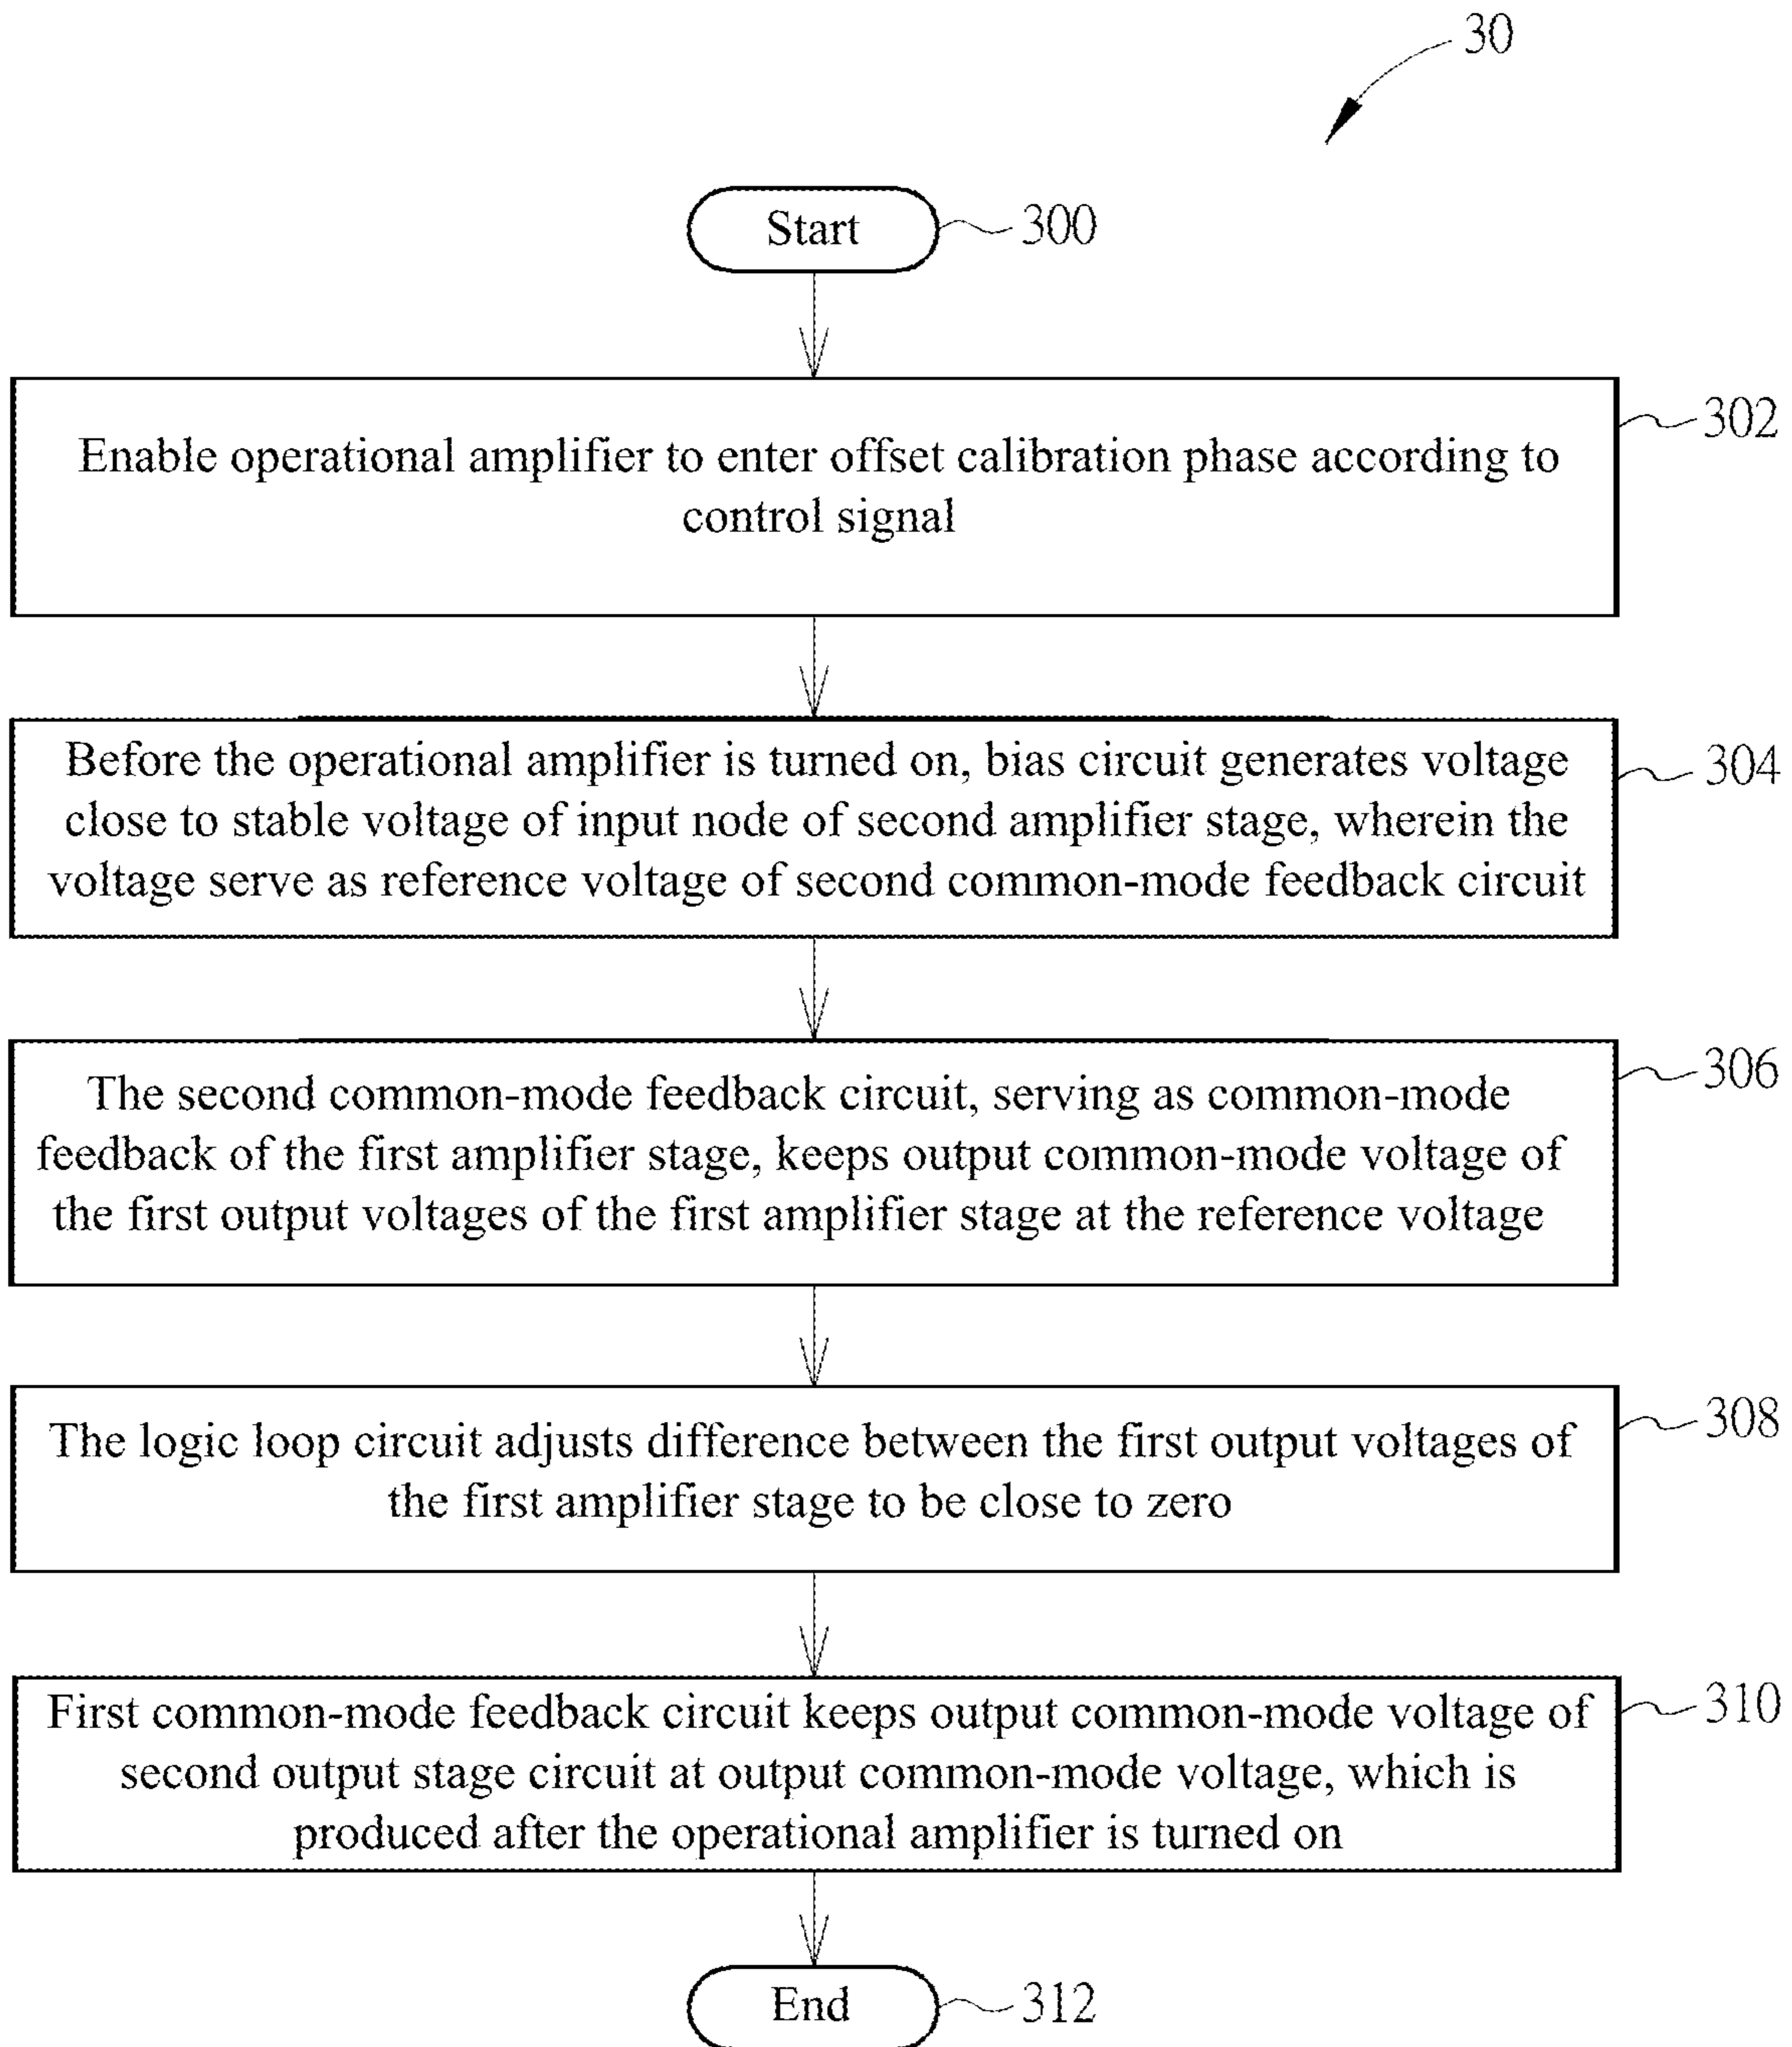 30
Start
300
302
Enable operational amplifier to enter offset calibration phase according to
control signal
304
Before the operational amplifier is turned on, bias circuit generates voltage
close to stable voltage of input node of second amplifier stage, wherein the
voltage serve as reference voltage of second common-mode feedback circuit
306
The second common-mode feedback circuit, serving as common-mode
feedback of the first amplifier stage, keeps output common-mode voltage of
the first output voltages of the first amplifier stage at the reference voltage
308
The logic loop circuit adjusts difference between the first output voltages of
the first amplifier stage to be close to zero
310
First common-mode feedback circuit keeps output common-mode voltage of
second output stage circuit at output common-mode voltage, which is
produced after the operational amplifier is turned on
End
312